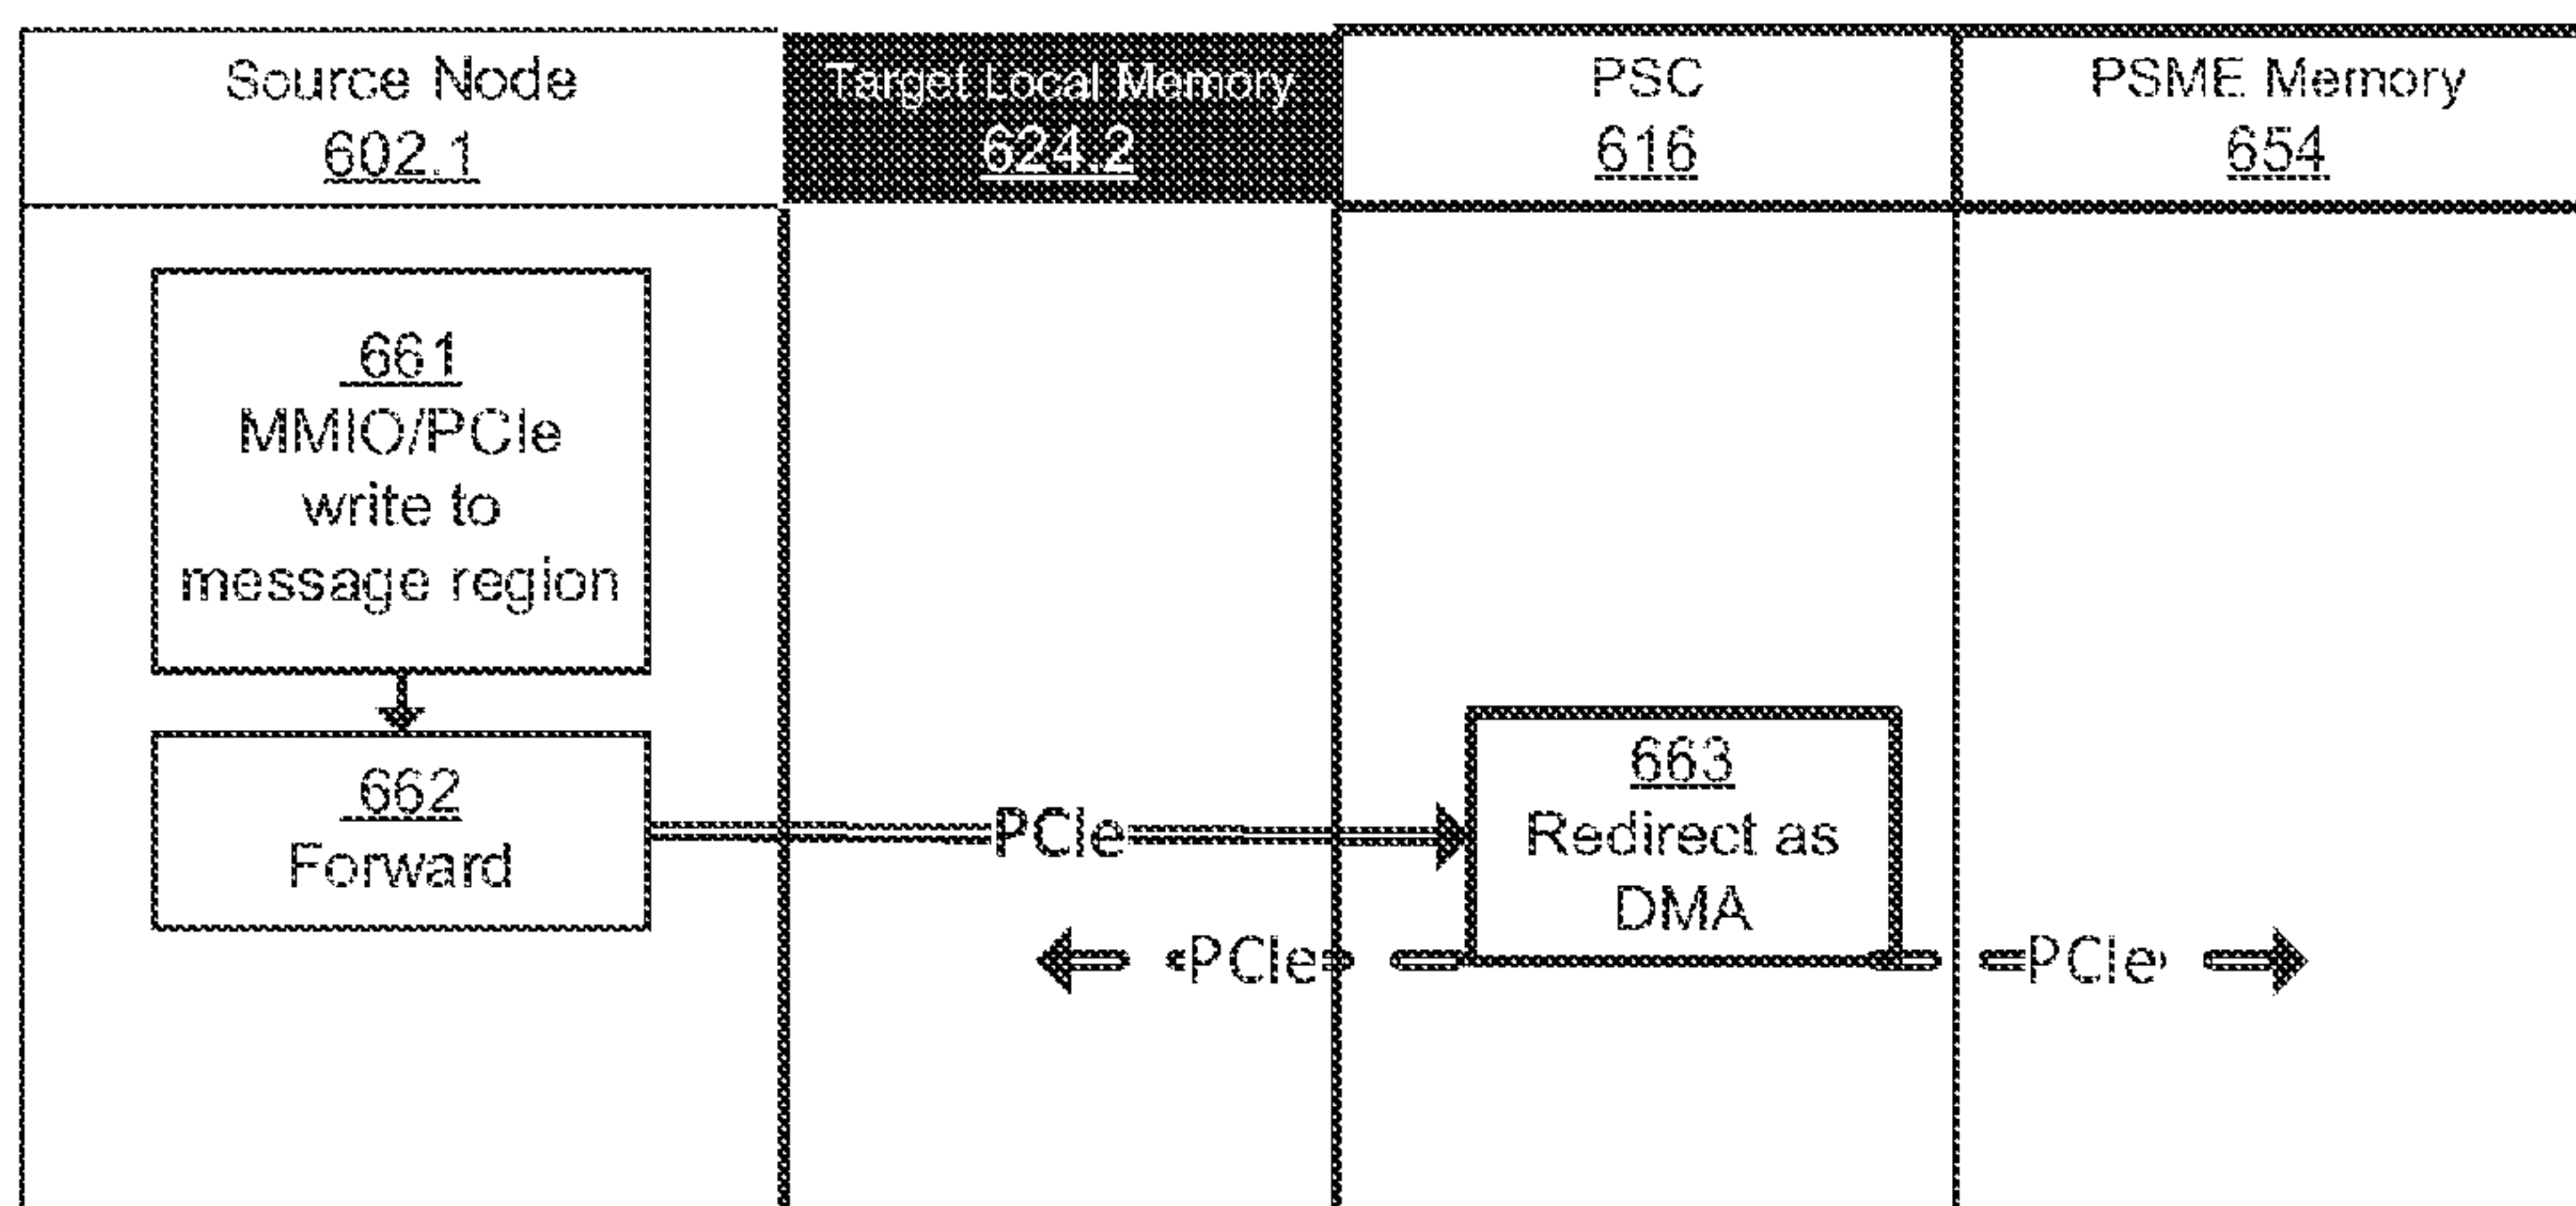 Source Node
602.1
Target Local Memory
624.2
PSC
616
PSME Memory
654
661
MMIO/PCIe
write to
message region
662
Forward
PCIe
663
Redirect as
DMA
PCIe
PCIe